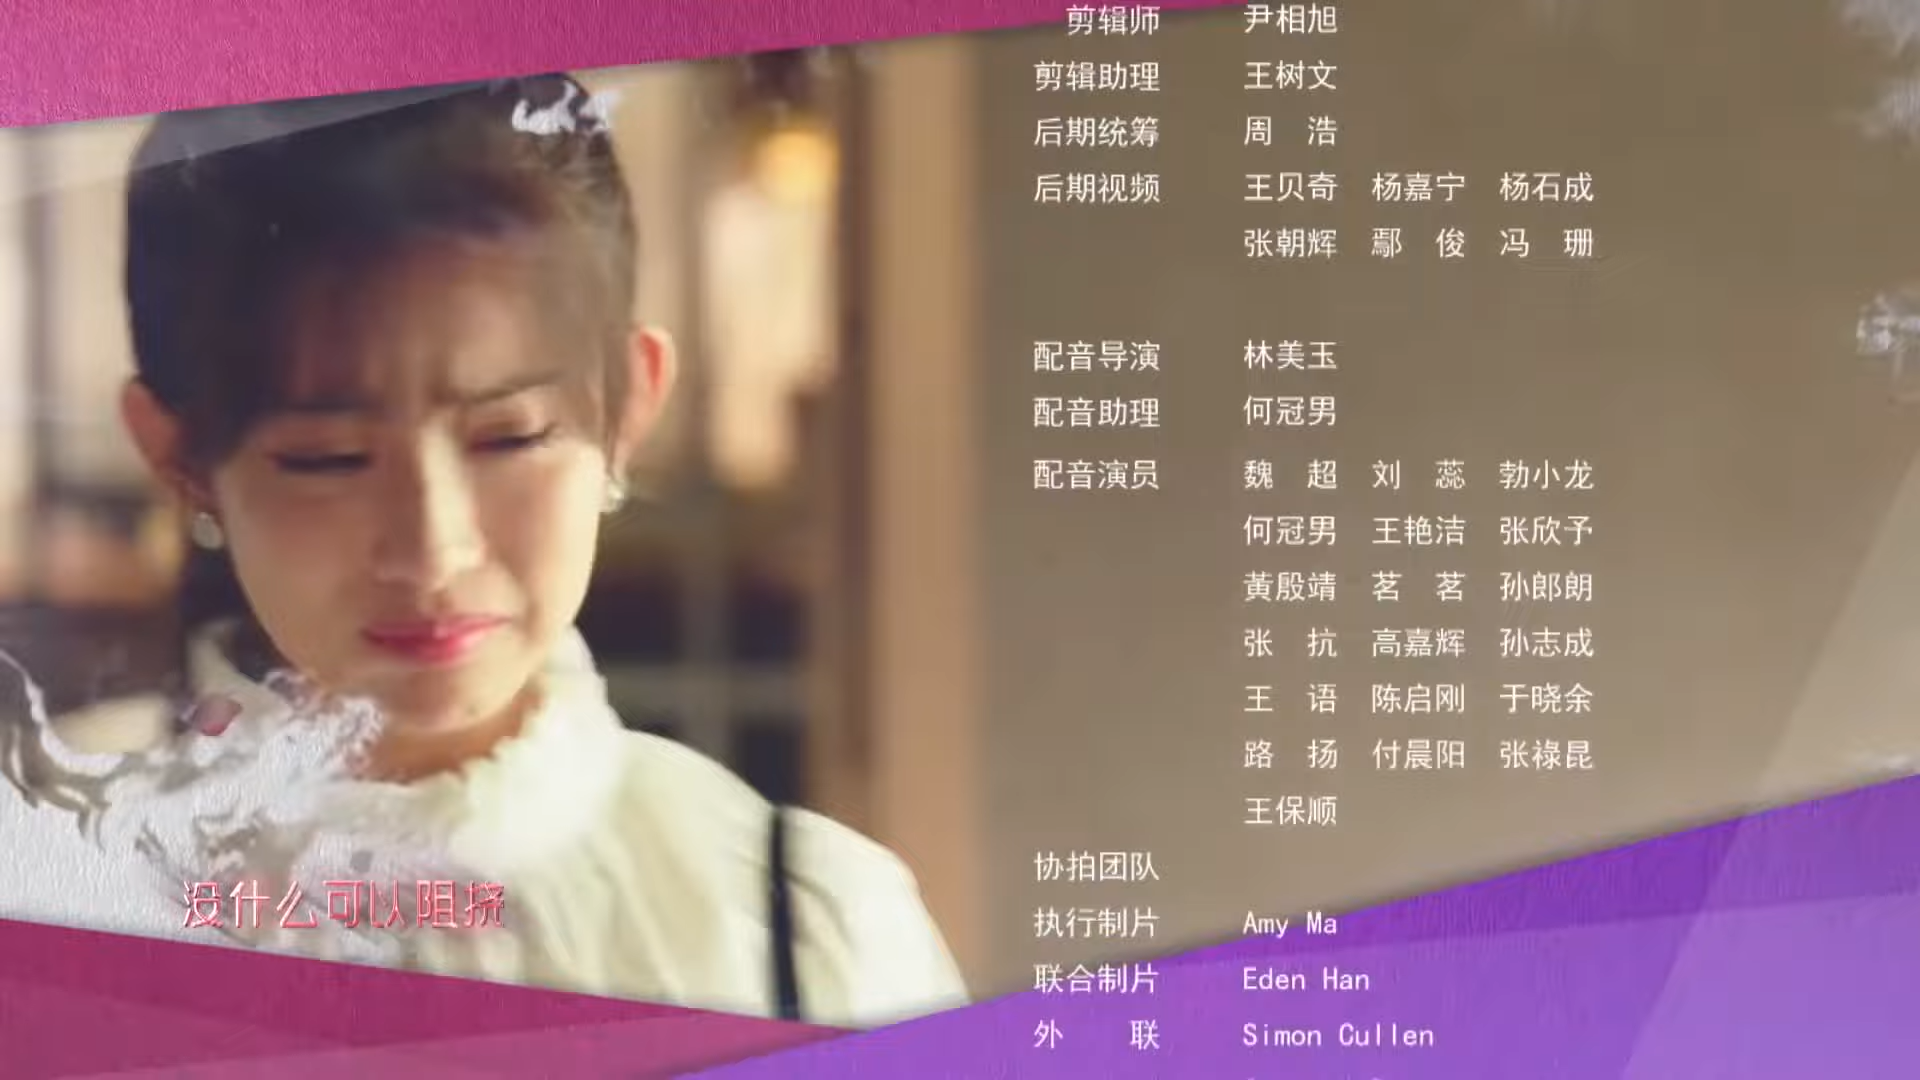 剪辑师 尹相旭
剪辑助理 王树文
后期统筹 周 浩
后期视频 王贝奇 杨嘉宁 杨石成
张朝辉 鄢 俊 冯 珊
配音导演 林美玉
配音助理 何冠男
配音演员 魏 超 刘 蕊 勃小龙
何冠男 王艳洁 张欣予
黄殷靖 茗 茗 孙郎朗
张 抗 高嘉辉 孙志成
王 语 陈启刚 于晓余
路 扬 付晨阳 张禄昆
王保顺
协拍团队
执行制片 Amy Ma
联合制片 Eden Han
外 联 Simon Cullen
没什么可以阻挠